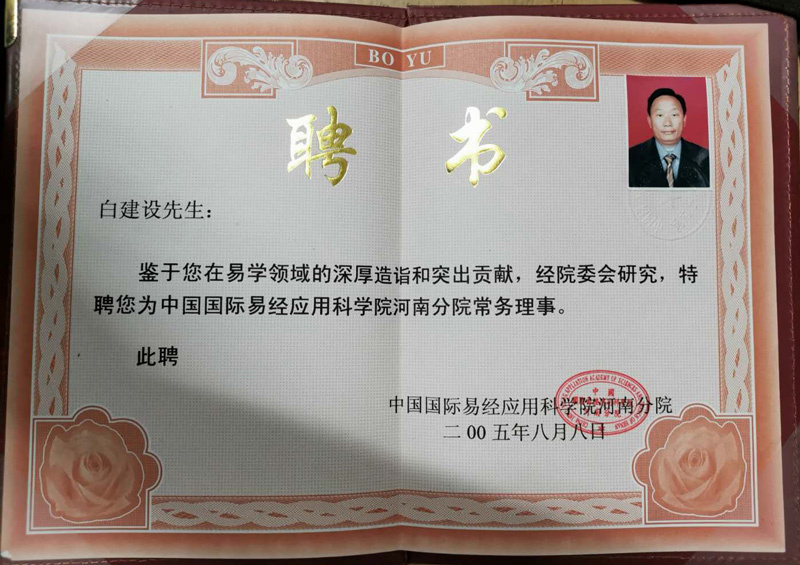 BO YU
聘 书
白建设先生：
鉴于您在易学领域的深厚造诣和突出贡献，经院委会研究，特
聘您为中国国际易经应用科学院河南分院常务理事。
此聘
中国国际易经应用科学院河南分院
二00五年八月八日